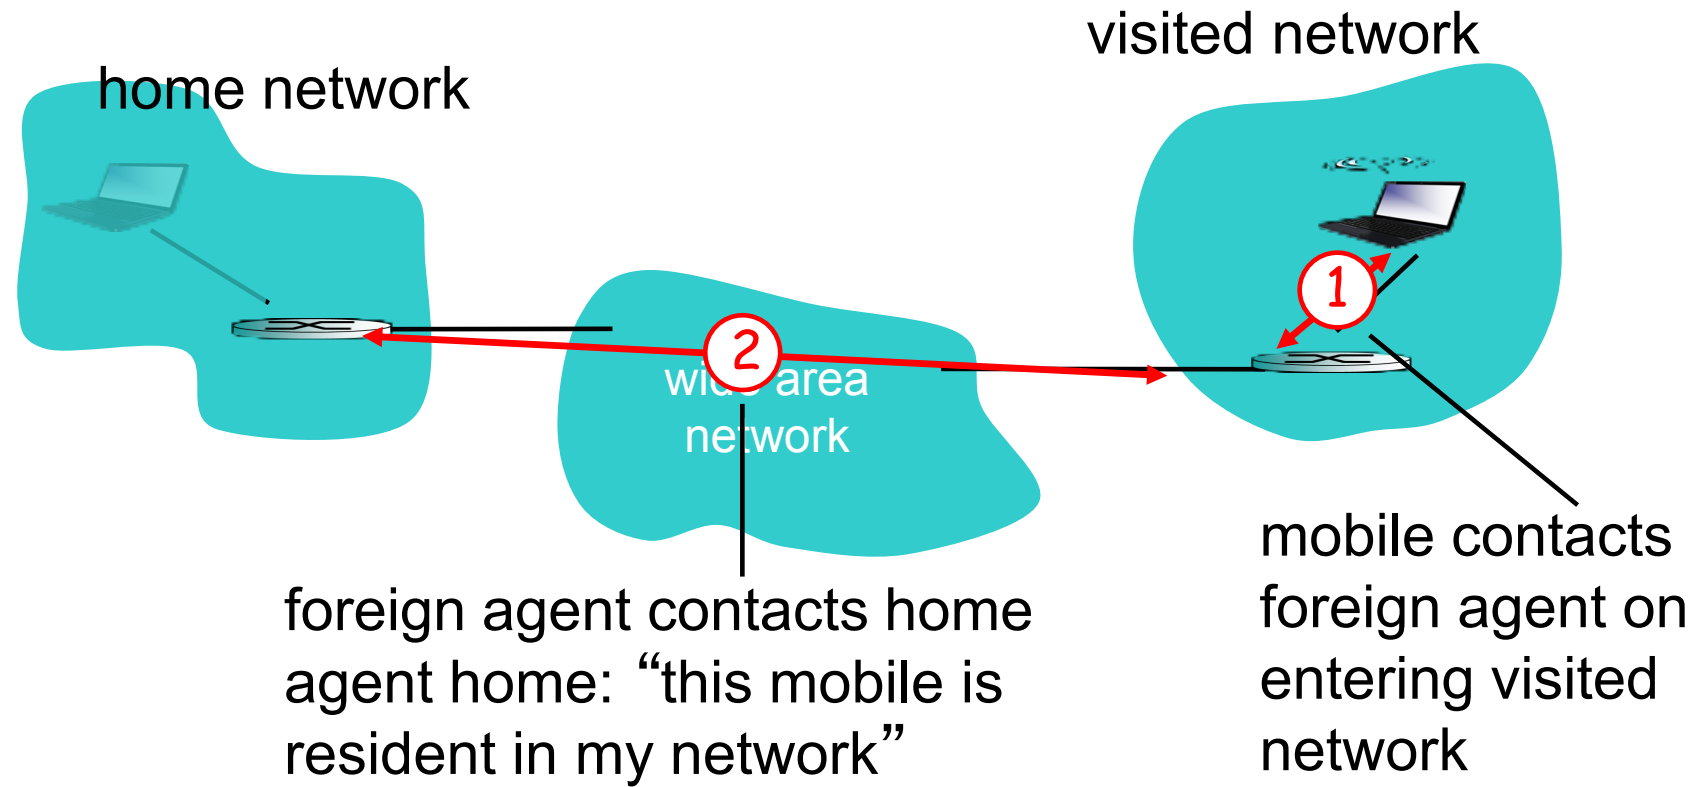 visited network
home network
1
2
wide area
network
foreign agent contacts home
agent home: “this mobile is
resident in my network”
mobile contacts
foreign agent on
entering visited
network